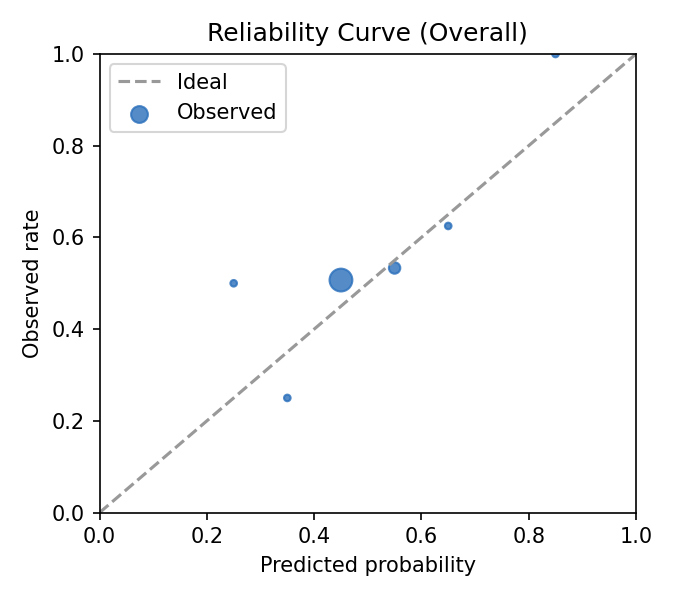 Reliability Curve (Overall)
Ideal
Observed
Observed rate
1.0
0.8
0.6
0.4
0.2
0.0
0.0 0.2 0.4 0.6 0.8 1.0
Predicted probability